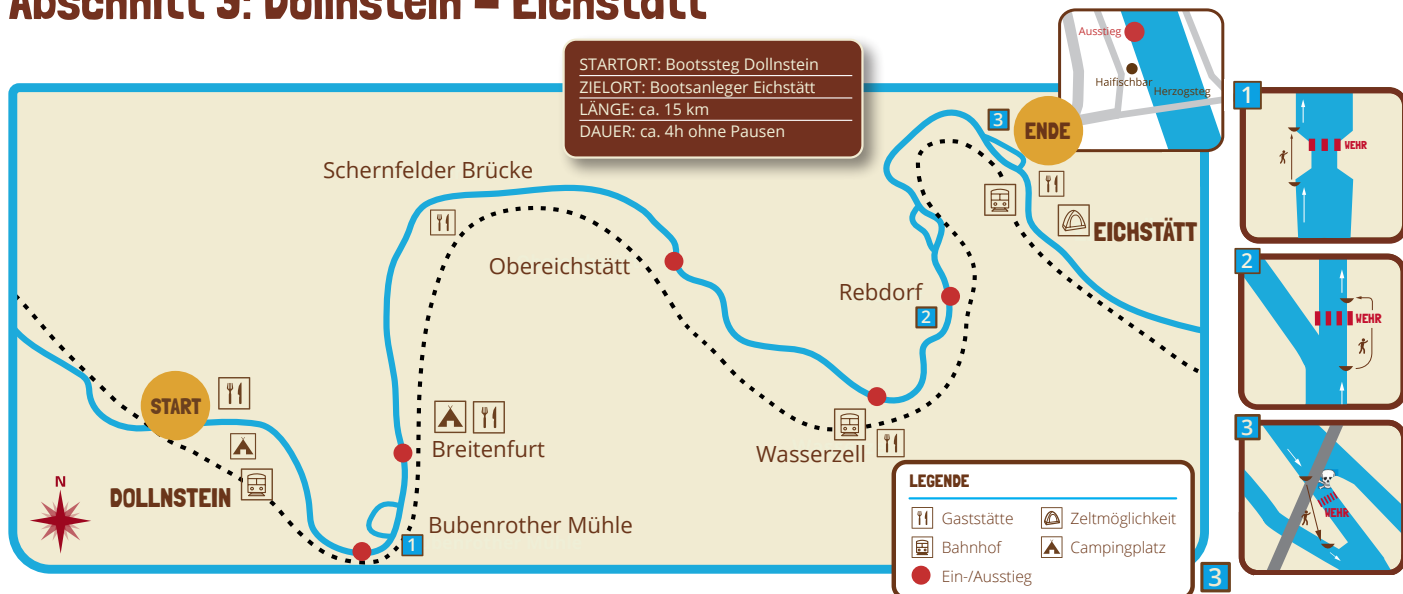 Abschnitt 3: Dollnstein – Eichstätt
STARTORT: Bootssteg Dollnstein
ZIELORT: Bootsanleger Eichstätt
LÄNGE: ca. 15 km
DAUER: ca. 4h ohne Pausen
Ausstieg
Haifischbar
Herzogsteg
1
WEHR
3
ENDE
Schernfelder Brücke
EICHSTÄTT
Obereichstätt
2
WEHR
Rebdorf
2
START
Breitenfurt
Wasserzell
3
WEHR
DOLLNSTEIN
N
Bubenrother Mühle
1
LEGENDE
Gaststätte
Zeltmöglichkeit
Bahnhof
Campingplatz
Ein-/Ausstieg
3